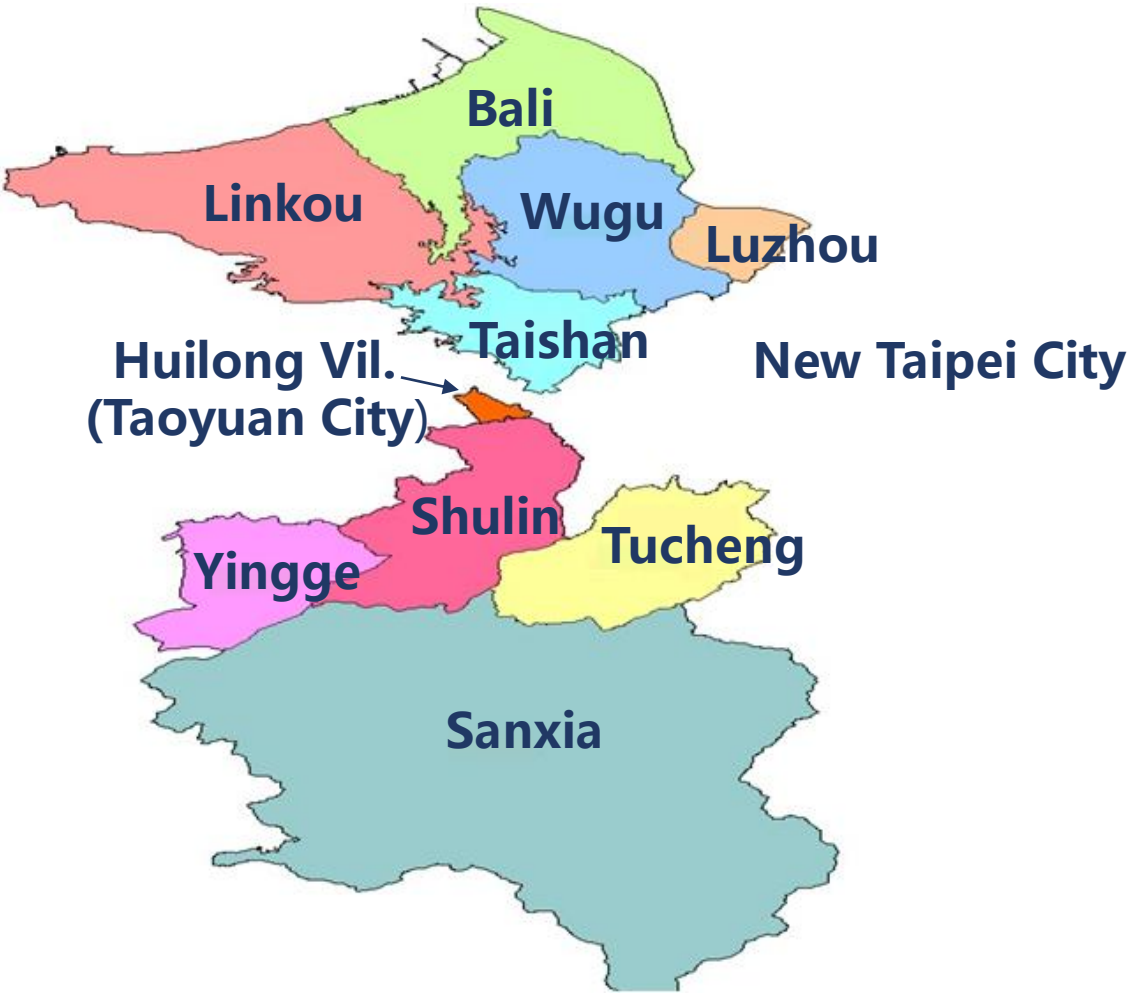 Bali
Linkou
Wugu
Luzhou
Taishan
Huilong Vil.
(Taoyuan City)
New Taipei City
Shulin
Tucheng
Yingge
Sanxia